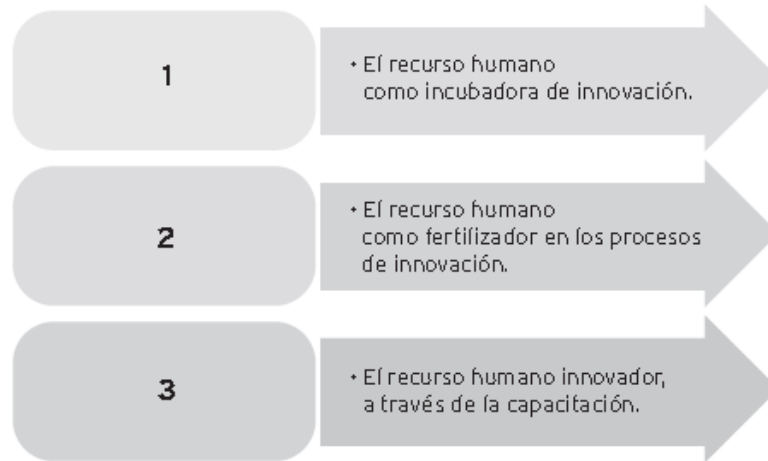 1
• El recurso humano
como incubadora de innovación.
2
• El recurso humano
como fertilizador en los procesos
de innovación.
3
• El recurso humano innovador,
a través de la capacitación.